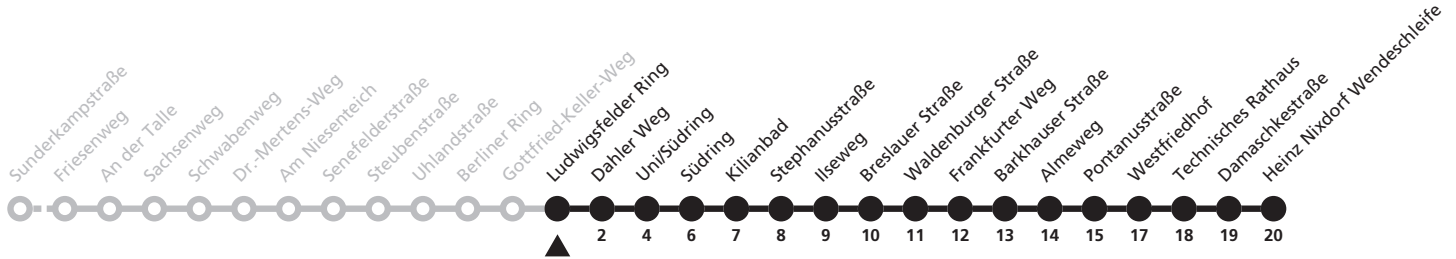 Sunderkampstraße
Friesenweg
An der Talle
Sachsenweg
Schwabenweg
Dr.-Mertens-Weg
Am Niesenteich
Senefelderstraße
Steubenstraße
Uhlandstraße
Berliner Ring
Gottfried-Keller-Weg
Ludwigsfelder Ring
Dahler Weg
Uni/Südring
Südring
Kilianbad
Stephanusstraße
Ilseweg
Breslauer Straße
Waldenburger Straße
Frankfurter Weg
Barkhauser Straße
Almeweg
Pontanusstraße
Westfriedhof
Technisches Rathaus
Damaschkestraße
Heinz Nixdorf Wendeschleife
2 4 6 7 8 9 10 11 12 13 14 15 17 18 19 20